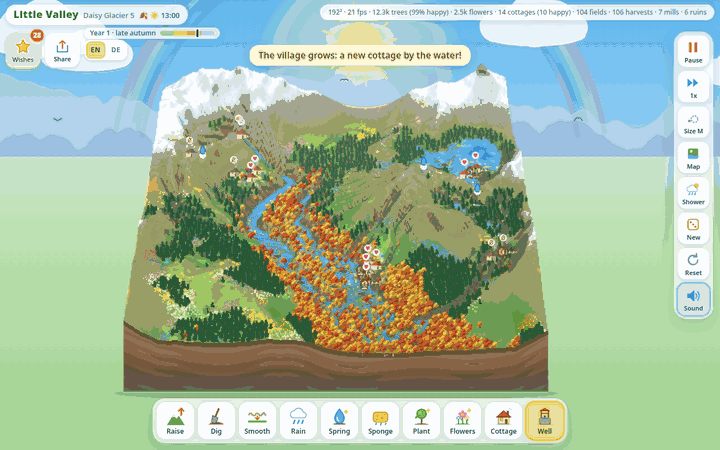 Little Valley Daisy Glacier 5 13:00
192² · 21 fps · 12.3k trees (99% happy) · 2.5k flowers · 14 cottages (10 happy) · 104 fields · 106 harvests · 7 mills · 6 ruins
Year 1 · late autumn
28
Wishes
Share
EN
DE
The village grows: a new cottage by the water!
Pause
1x
Size M
Map
Shower
New
Reset
Sound
Raise
Dig
Smooth
Rain
Spring
Sponge
Plant
Flowers
Cottage
Well